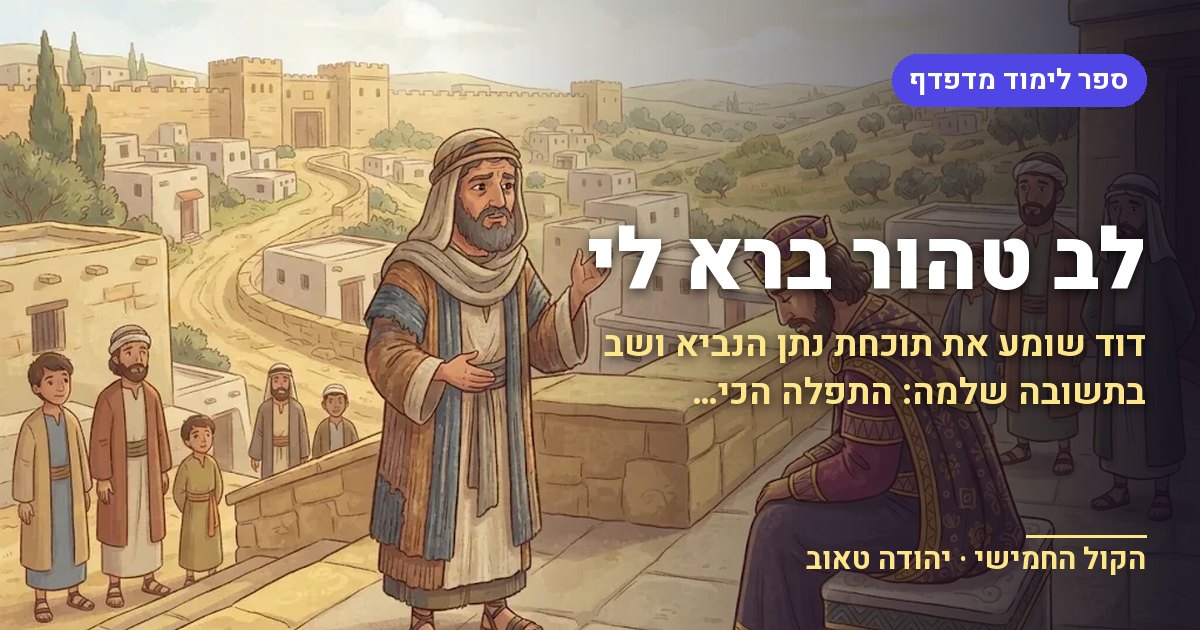 ספר לימוד מדפדף
לב טהור ברא לי
דוד שומע את תוכחת נתן הנביא ושב
בתשובה שלמה: התפלה הכי...
הקול החמישי · יהודה טאוב